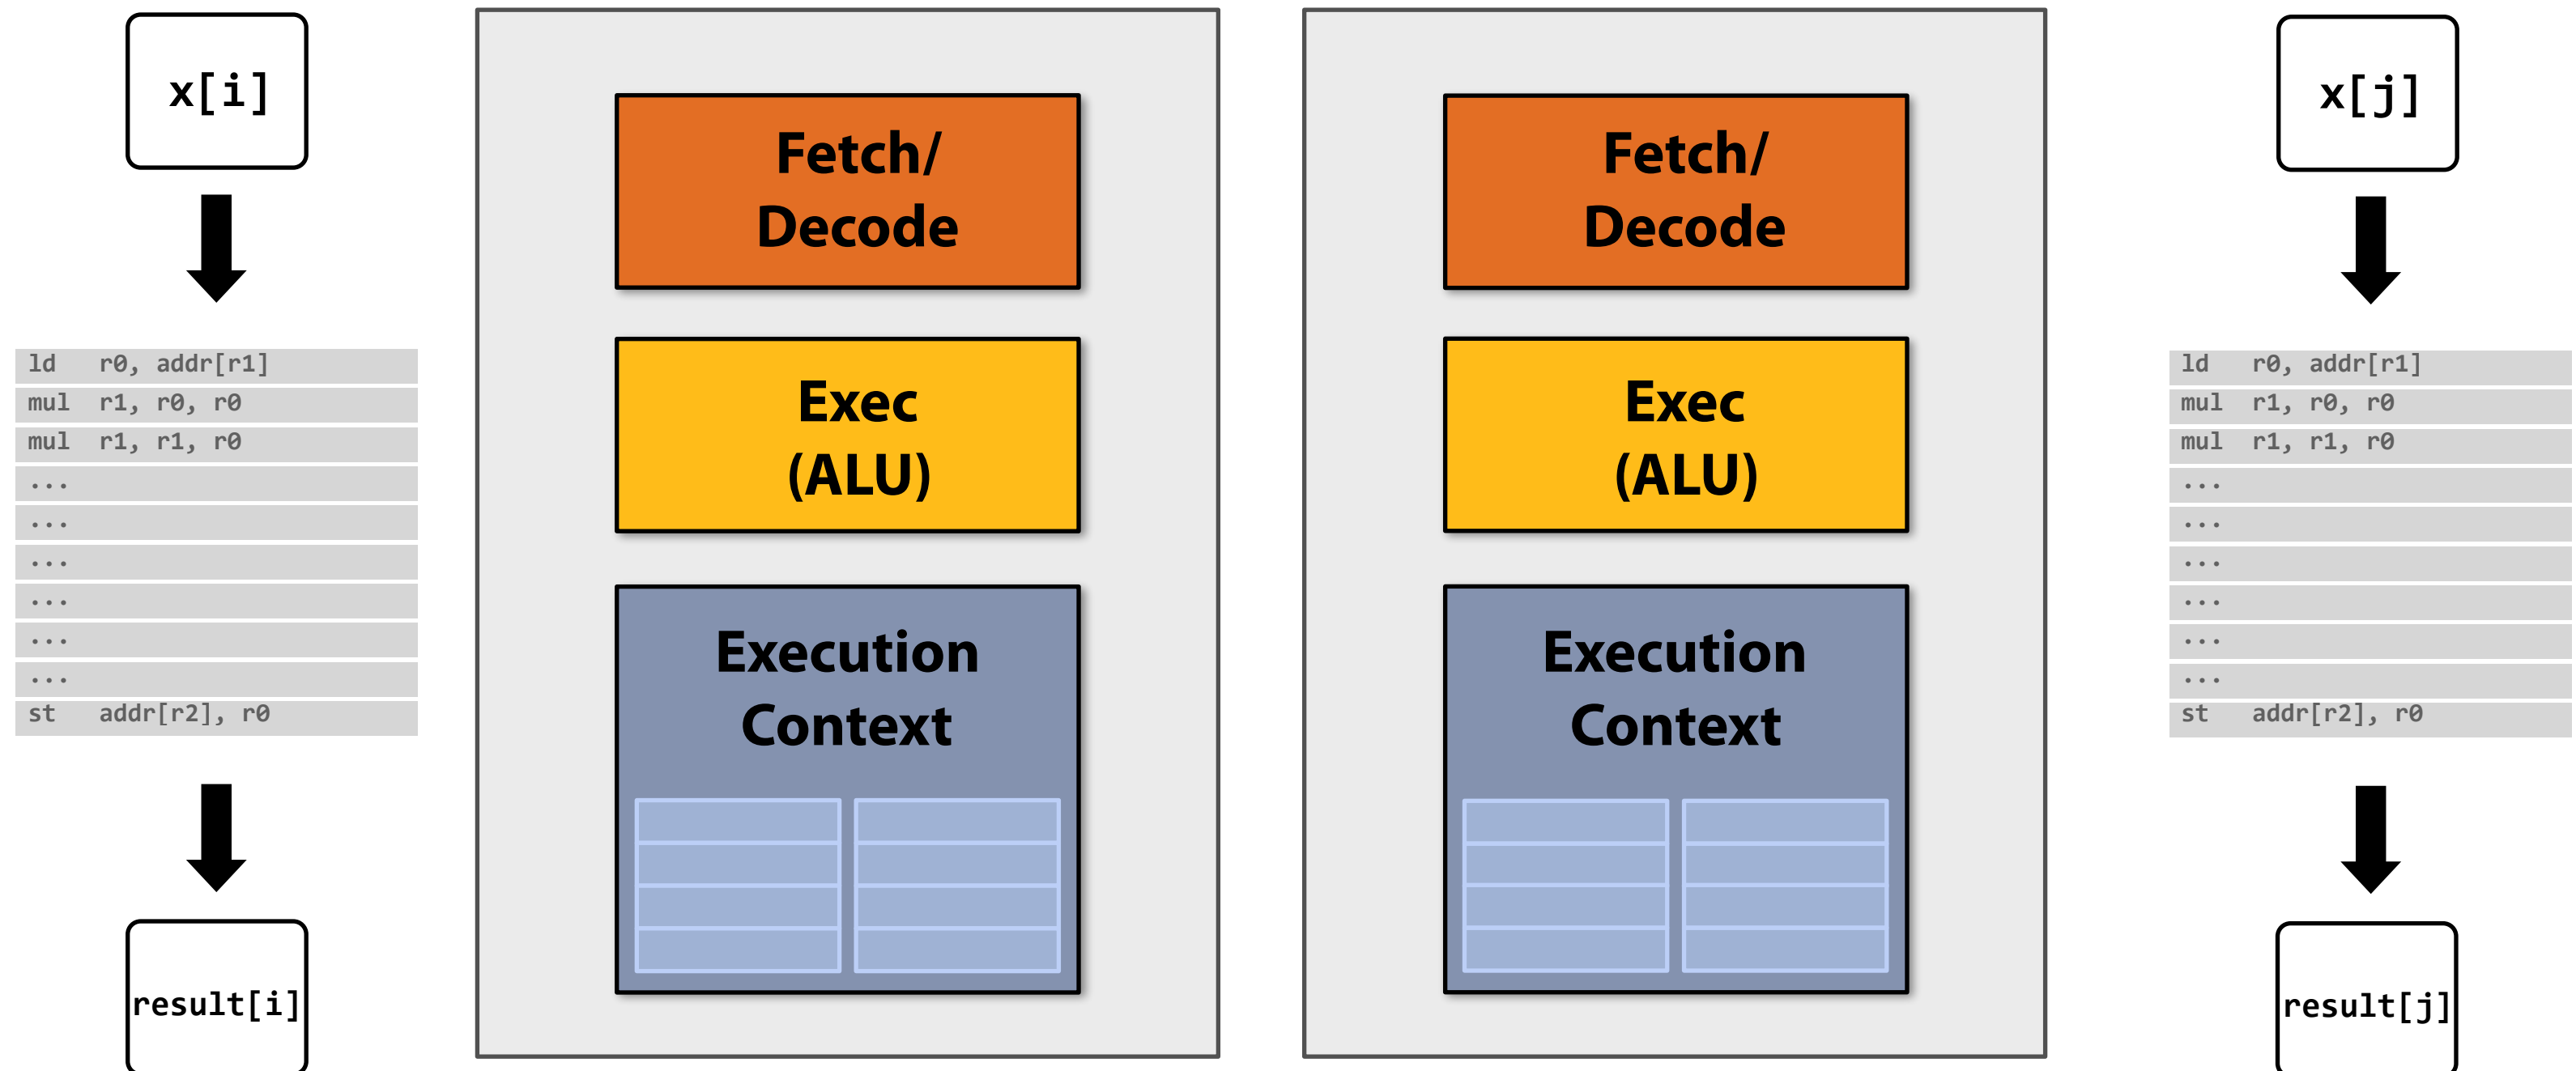 x[i]
ld r0, addr[r1]
mul r1, r0, r0
mul r1, r1, r0
...
...
...
...
...
...
st addr[r2], r0
result[i]
Fetch/
Decode
Exec
(ALU)
Execution
Context
Fetch/
Decode
Exec
(ALU)
Execution
Context
x[j]
ld r0, addr[r1]
mul r1, r0, r0
mul r1, r1, r0
...
...
...
...
...
...
st addr[r2], r0
result[j]